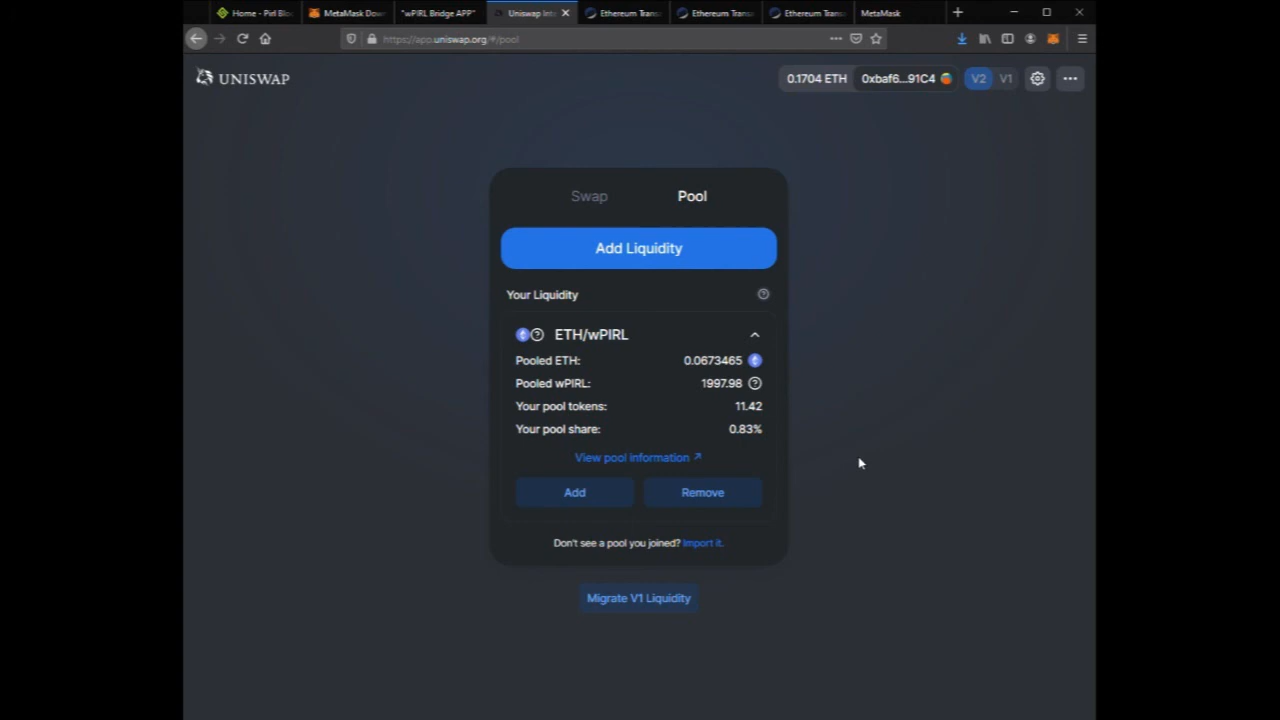 Home - Pirl Blo
MetaMask Dow
"wPIRL Bridge APP"
Uniswap Int
Ethereum Trans
Ethereum Trans
Ethereum Trans
MetaMask
https://app.uniswap.org/#/pool
UNISWAP
0.1704 ETH
0xbaf6...91C4
V2
V1
Swap
Pool
Add Liquidity
Your Liquidity
ETH/wPIRL
Pooled ETH: 0.0673465
Pooled wPIRL: 1997.98
Your pool tokens: 11.42
Your pool share: 0.83%
View pool information ↗
Add
Remove
Don't see a pool you joined? Import it.
Migrate V1 Liquidity